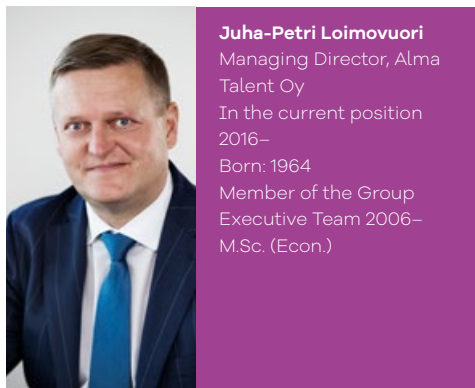 Juha-Petri Loimovuori
Managing Director, Alma
Talent Oy
In the current position
2016–
Born: 1964
Member of the Group
Executive Team 2006–
M.Sc. (Econ.)